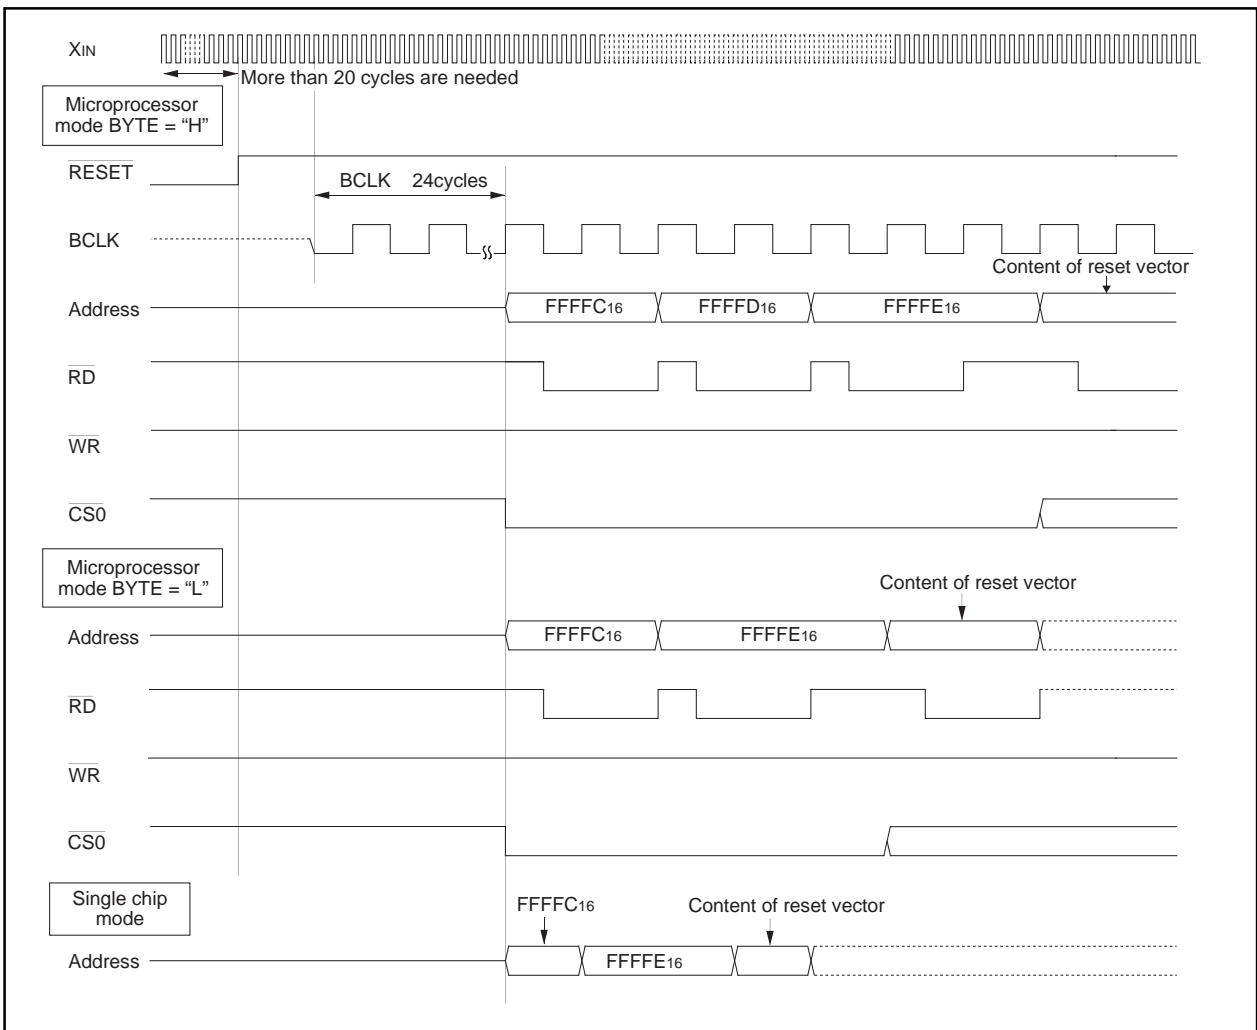 XIN
More than 20 cycles are needed
Microprocessor
mode BYTE = “H”
RESET
BCLK 24cycles
BCLK
Content of reset vector
Address
FFFFC16
FFFFD16
FFFFE16
RD
WR
CS0
Microprocessor
mode BYTE = “L”
Content of reset vector
Address
FFFFC16
FFFFE16
RD
WR
CS0
Single chip
mode
FFFFC16
Content of reset vector
Address
FFFFE16